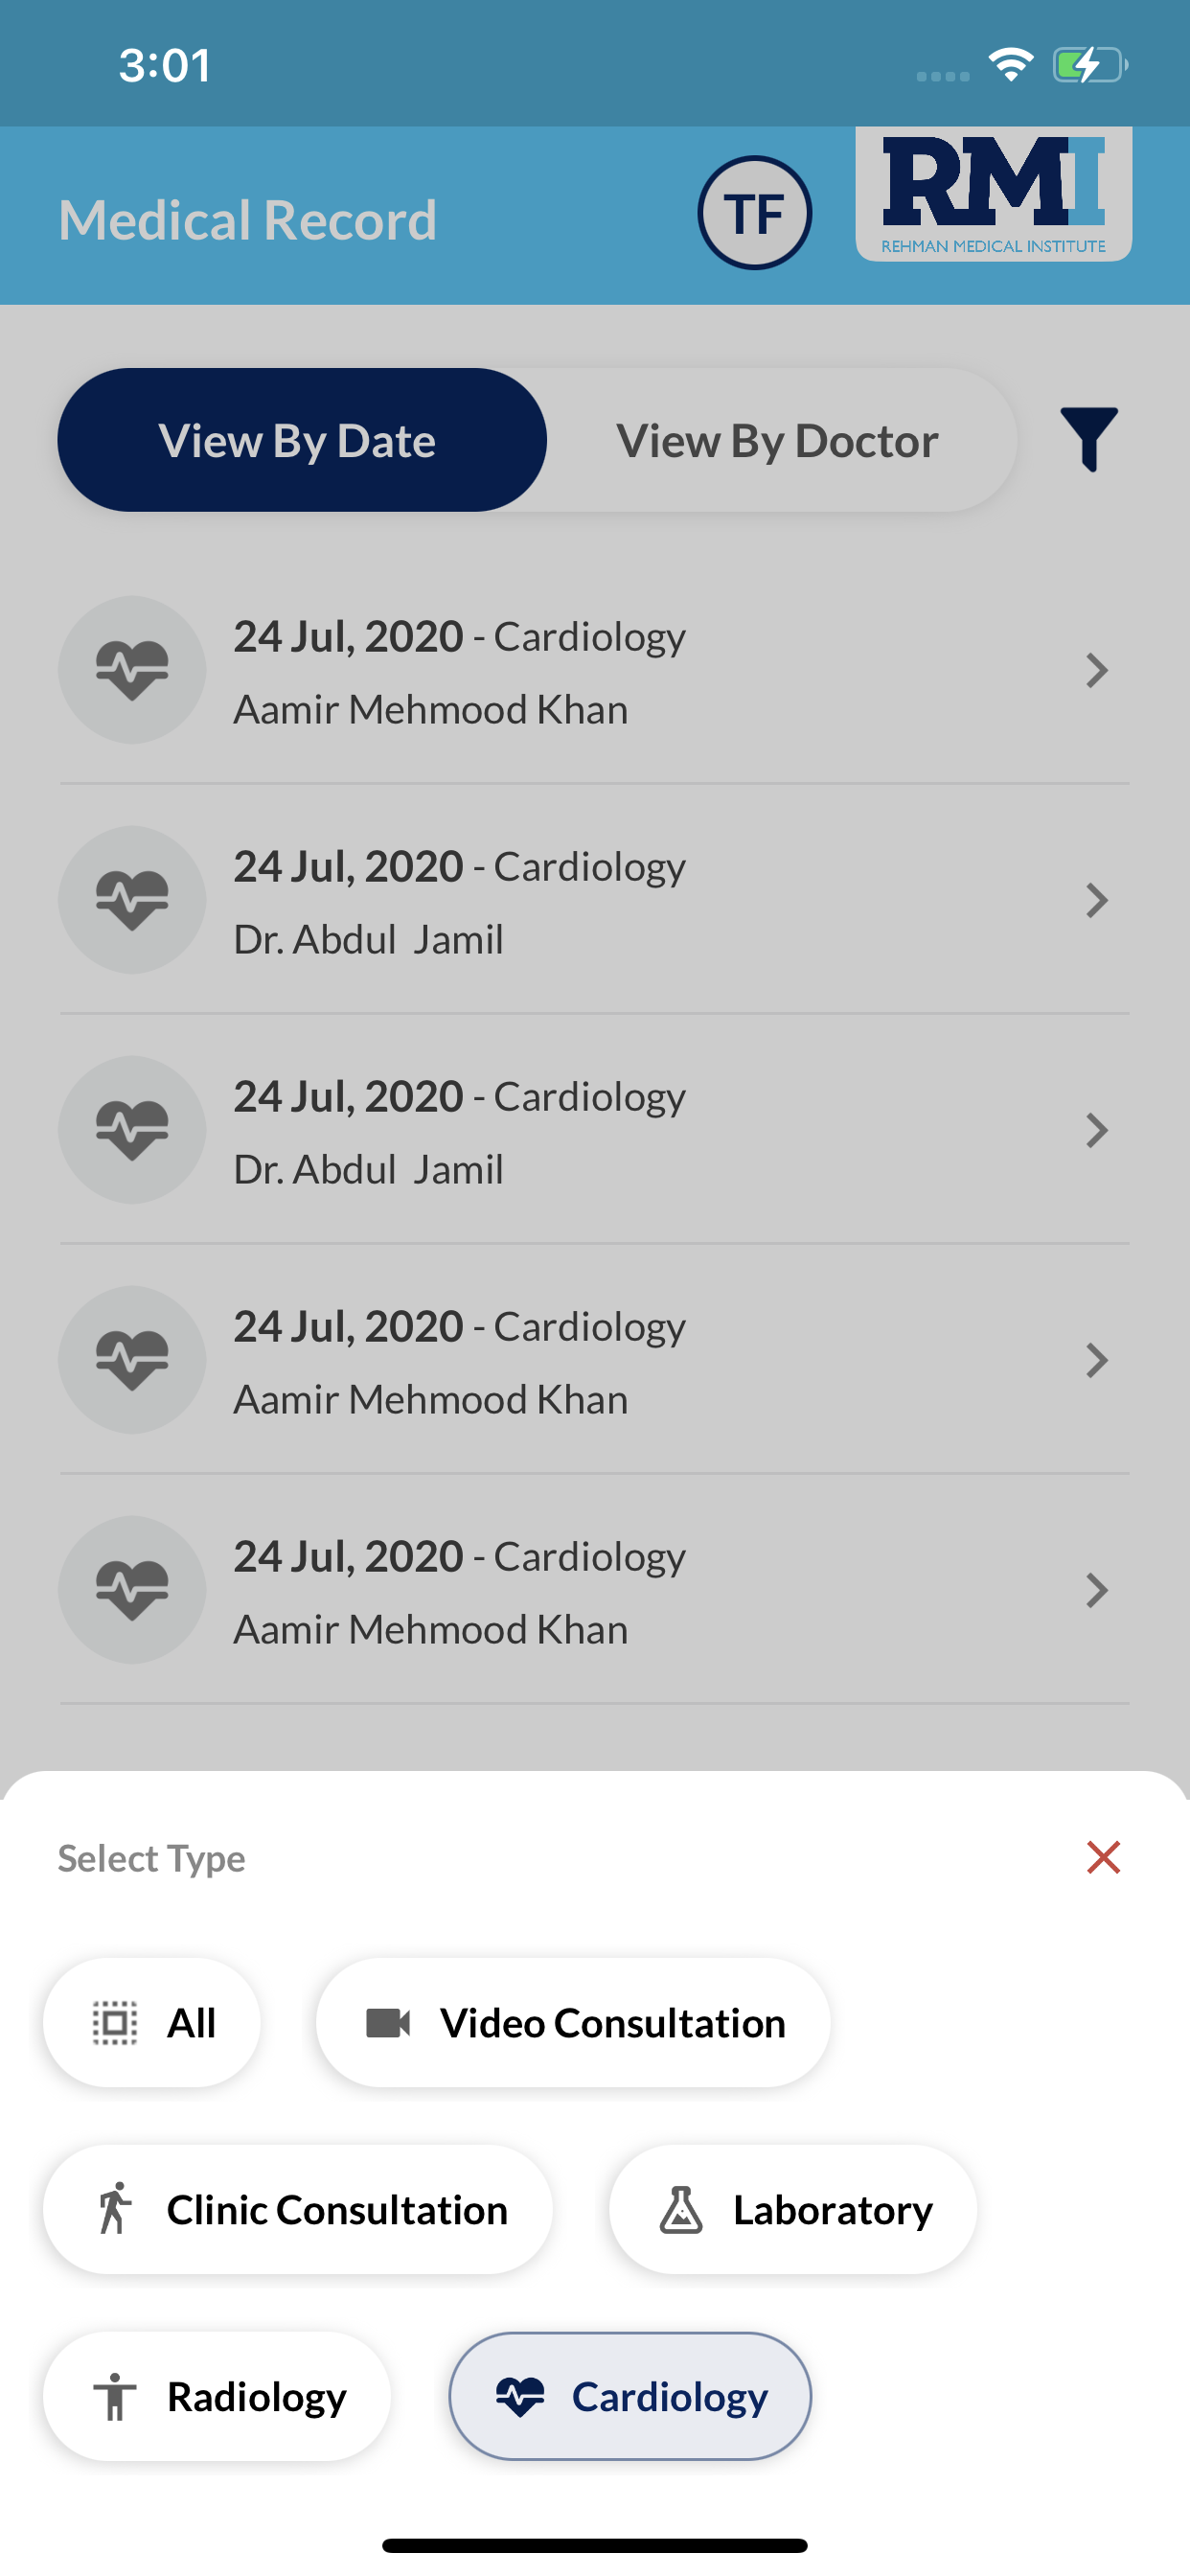 3:01
Medical Record
TF
RMI
REHMAN MEDICAL INSTITUTE
View By Date
View By Doctor
24 Jul, 2020 - Cardiology
Aamir Mehmood Khan
24 Jul, 2020 - Cardiology
Dr. Abdul  Jamil
24 Jul, 2020 - Cardiology
Dr. Abdul  Jamil
24 Jul, 2020 - Cardiology
Aamir Mehmood Khan
24 Jul, 2020 - Cardiology
Aamir Mehmood Khan
Select Type
All
Video Consultation
Clinic Consultation
Laboratory
Radiology
Cardiology